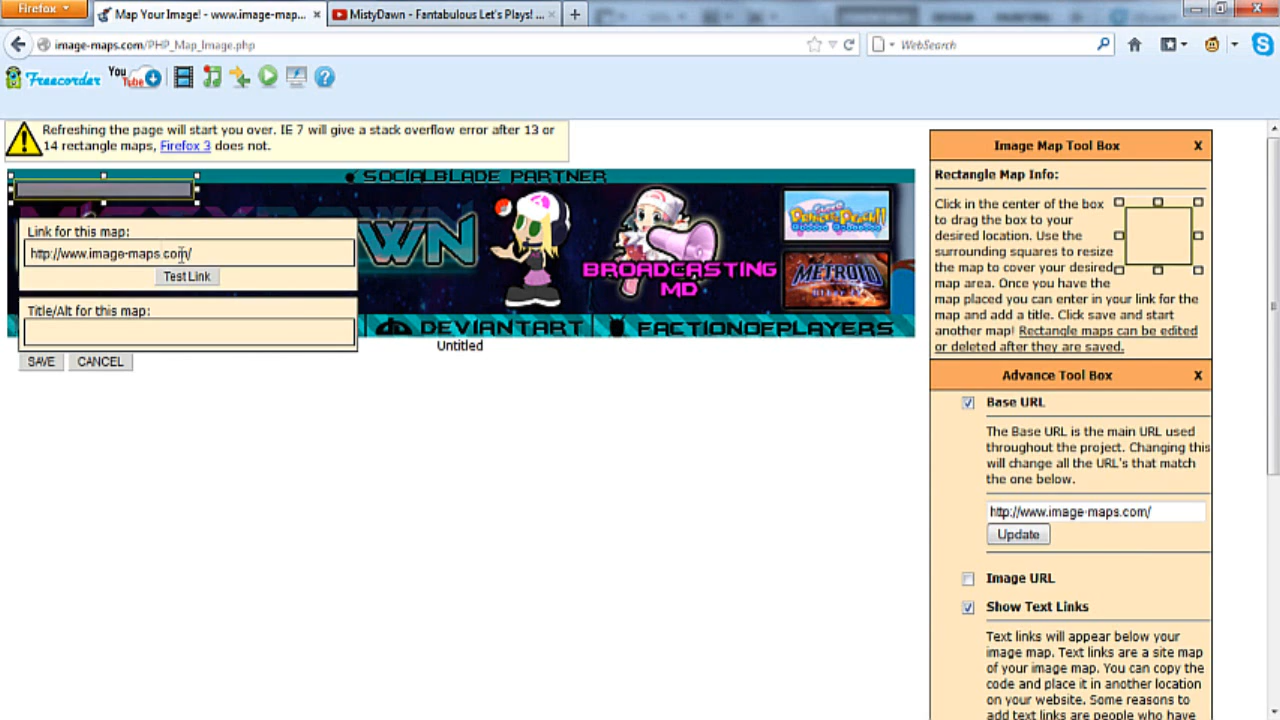 Firefox
Map Your Image! - www.image-map... ×
MistyDawn - Fantabulous Let's Plays! ... ×
image-maps.com/PHP_Map_Image.php
WebSearch
Freecorder
You
Tube
Refreshing the page will start you over. IE 7 will give a stack overflow error after 13 or
14 rectangle maps, Firefox 3 does not.
SOCIALBLADE PARTNER
Link for this map:
http://www.image-maps.com/
Test Link
Title/Alt for this map:
SAVE CANCEL
WN
BROADCASTING
MD
METROID
DEVIANTART
FACTIONOFPLAYERS
Untitled
Image Map Tool Box X
Rectangle Map Info:
Click in the center of the box
to drag the box to your
desired location. Use the
surrounding squares to resize
the map to cover your desired
map area. Once you have the
map placed you can enter in your link for the
map and add a title. Click save and start
another map! Rectangle maps can be edited
or deleted after they are saved.
Advance Tool Box X
Base URL
The Base URL is the main URL used
throughout the project. Changing this
will change all the URL's that match
the one below.
http://www.image-maps.com/
Update
Image URL
Show Text Links
Text links will appear below your
image map. Text links are a site map
of your image map. You can copy the
code and place it in another location
on your website. Some reasons to
add text links are people who have